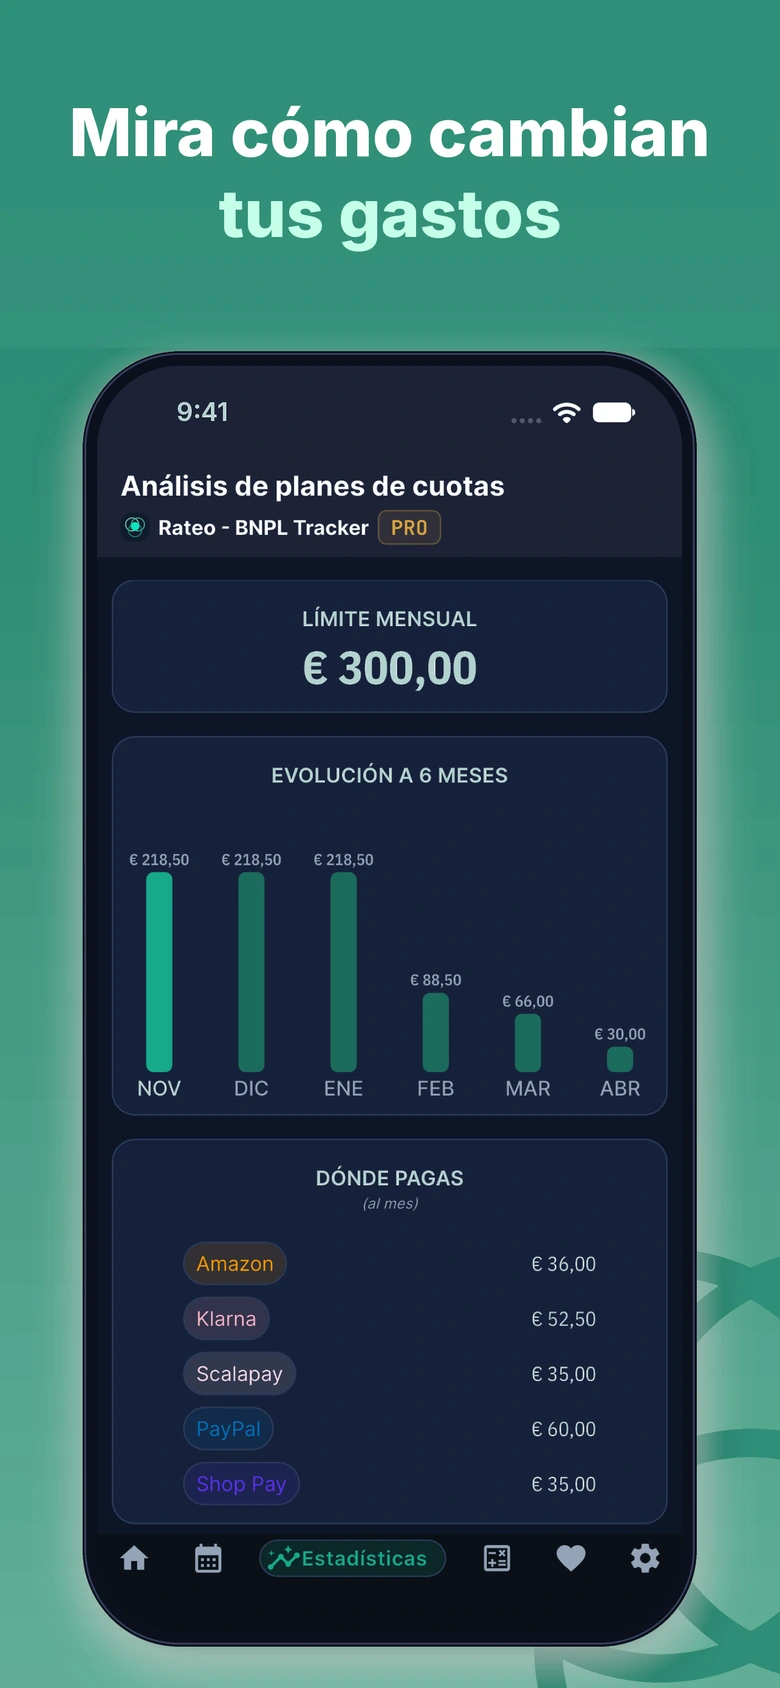 Mira cómo cambian
tus gastos
9:41
Análisis de planes de cuotas
Rateo - BNPL Tracker PRO
LÍMITE MENSUAL
€ 300,00
EVOLUCIÓN A 6 MESES
€ 218,50 € 218,50 € 218,50
€ 88,50
€ 66,00
€ 30,00
NOV DIC ENE FEB MAR ABR
DÓNDE PAGAS
(al mes)
Amazon € 36,00
Klarna € 52,50
Scalapay € 35,00
PayPal € 60,00
Shop Pay € 35,00
Estadísticas